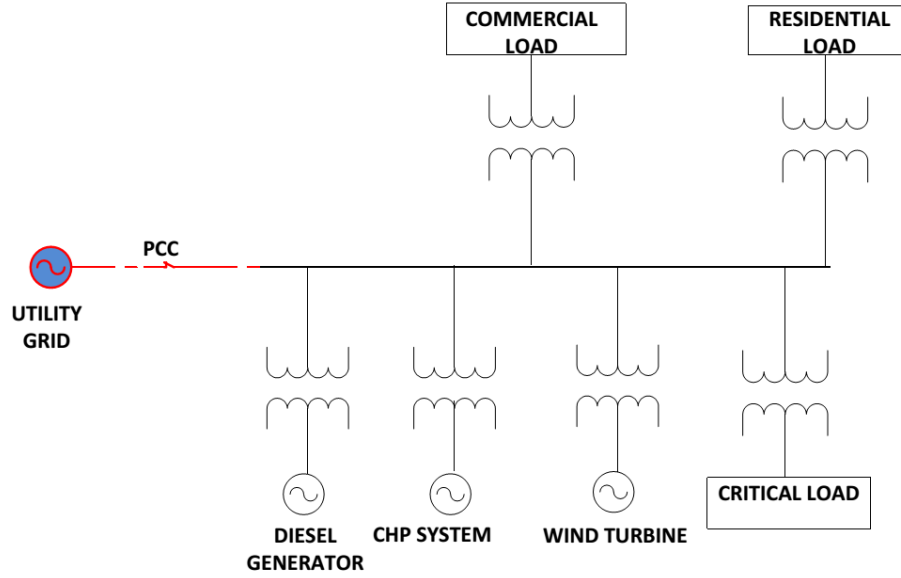 COMMERCIAL
LOAD
RESIDENTIAL
LOAD
PCC
UTILITY
GRID
DIESEL
GENERATOR
CHP SYSTEM
WIND TURBINE
CRITICAL LOAD